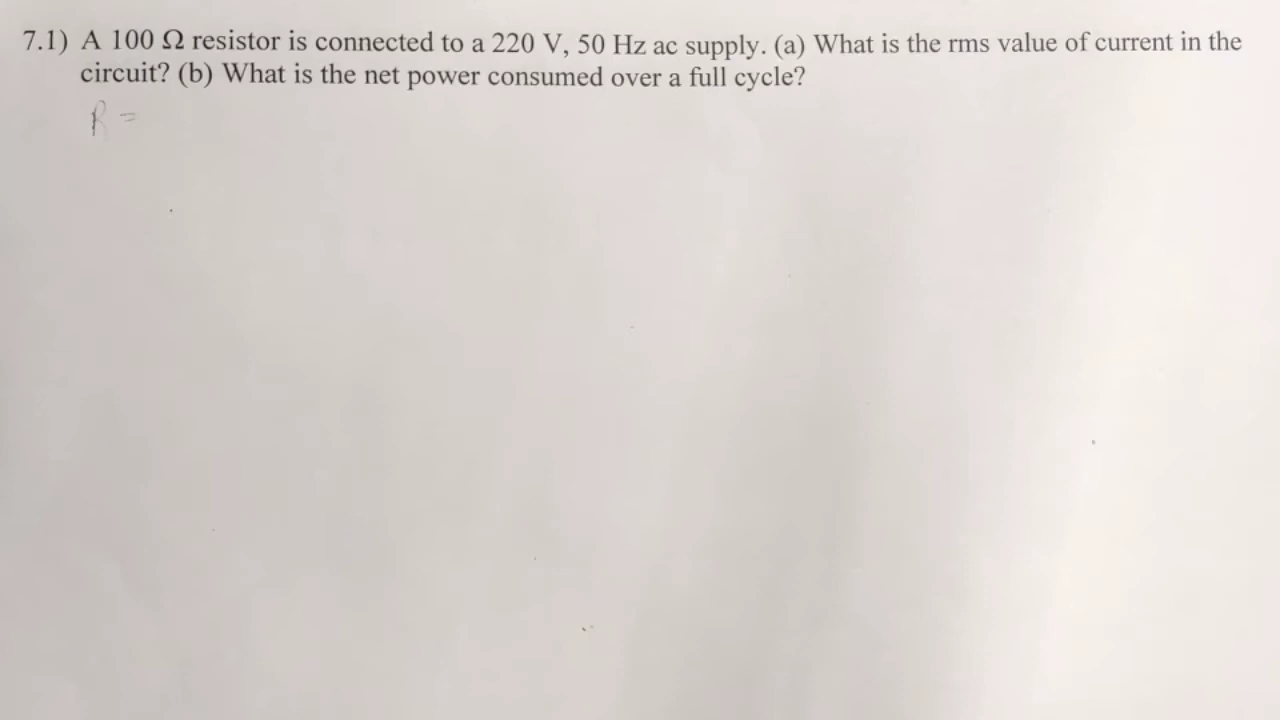 7.1) A 100 Ω resistor is connected to a 220 V, 50 Hz ac supply. (a) What is the rms value of current in the
circuit? (b) What is the net power consumed over a full cycle?
R =